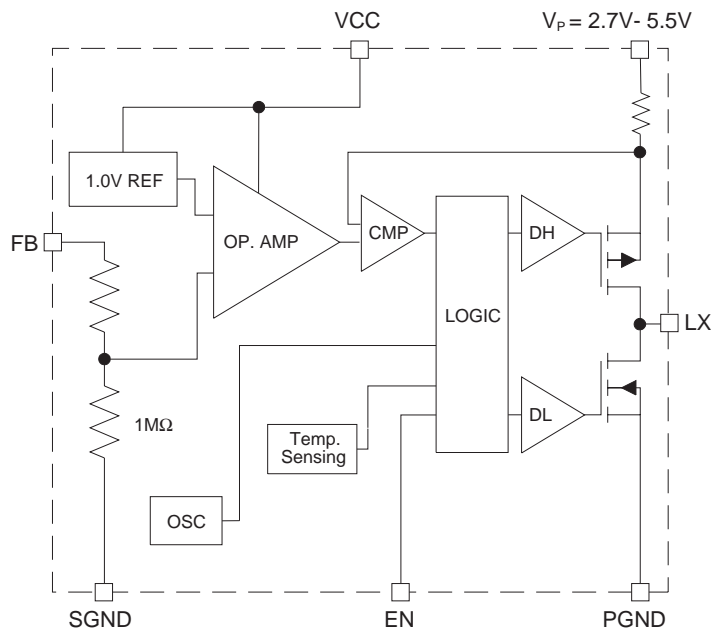 VCC
VP = 2.7V- 5.5V
1.0V REF
FB
OP. AMP
CMP
DH
LOGIC
LX
1MΩ
Temp.
Sensing
DL
OSC
SGND
EN
PGND